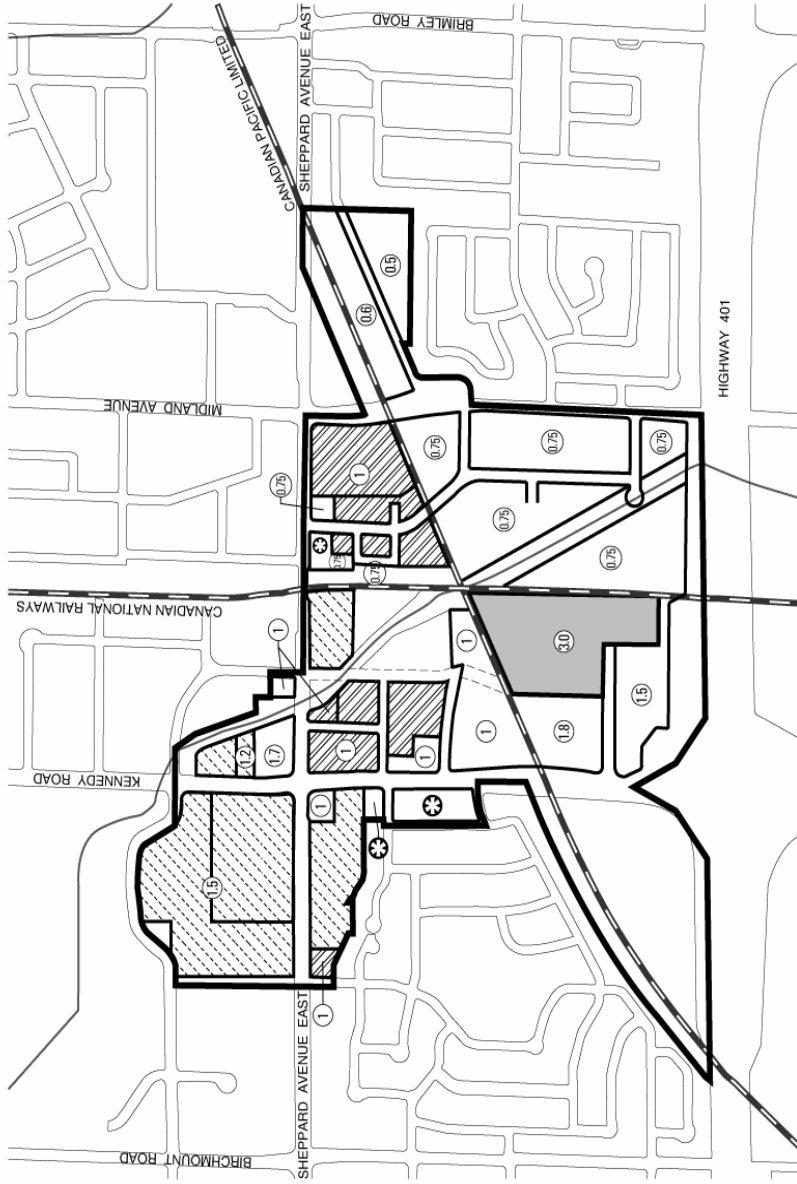 BRIMLEY ROAD
SHEPPARD AVENUE EAST
CANADIAN PACIFIC LIMITED
0.5
0.6
HIGHWAY 401
MIDLAND AVENUE
0.75
1
0.75
0.75
0.75
0.75
0.75
0.75
0.75
CANADIAN NATIONAL RAILWAYS
1
1
3.0
1.5
1.2
1.7
1
1
1
1.8
KENNEDY ROAD
1
1.5
1
SHEPPARD AVENUE EAST
BIRCHMOUNT ROAD